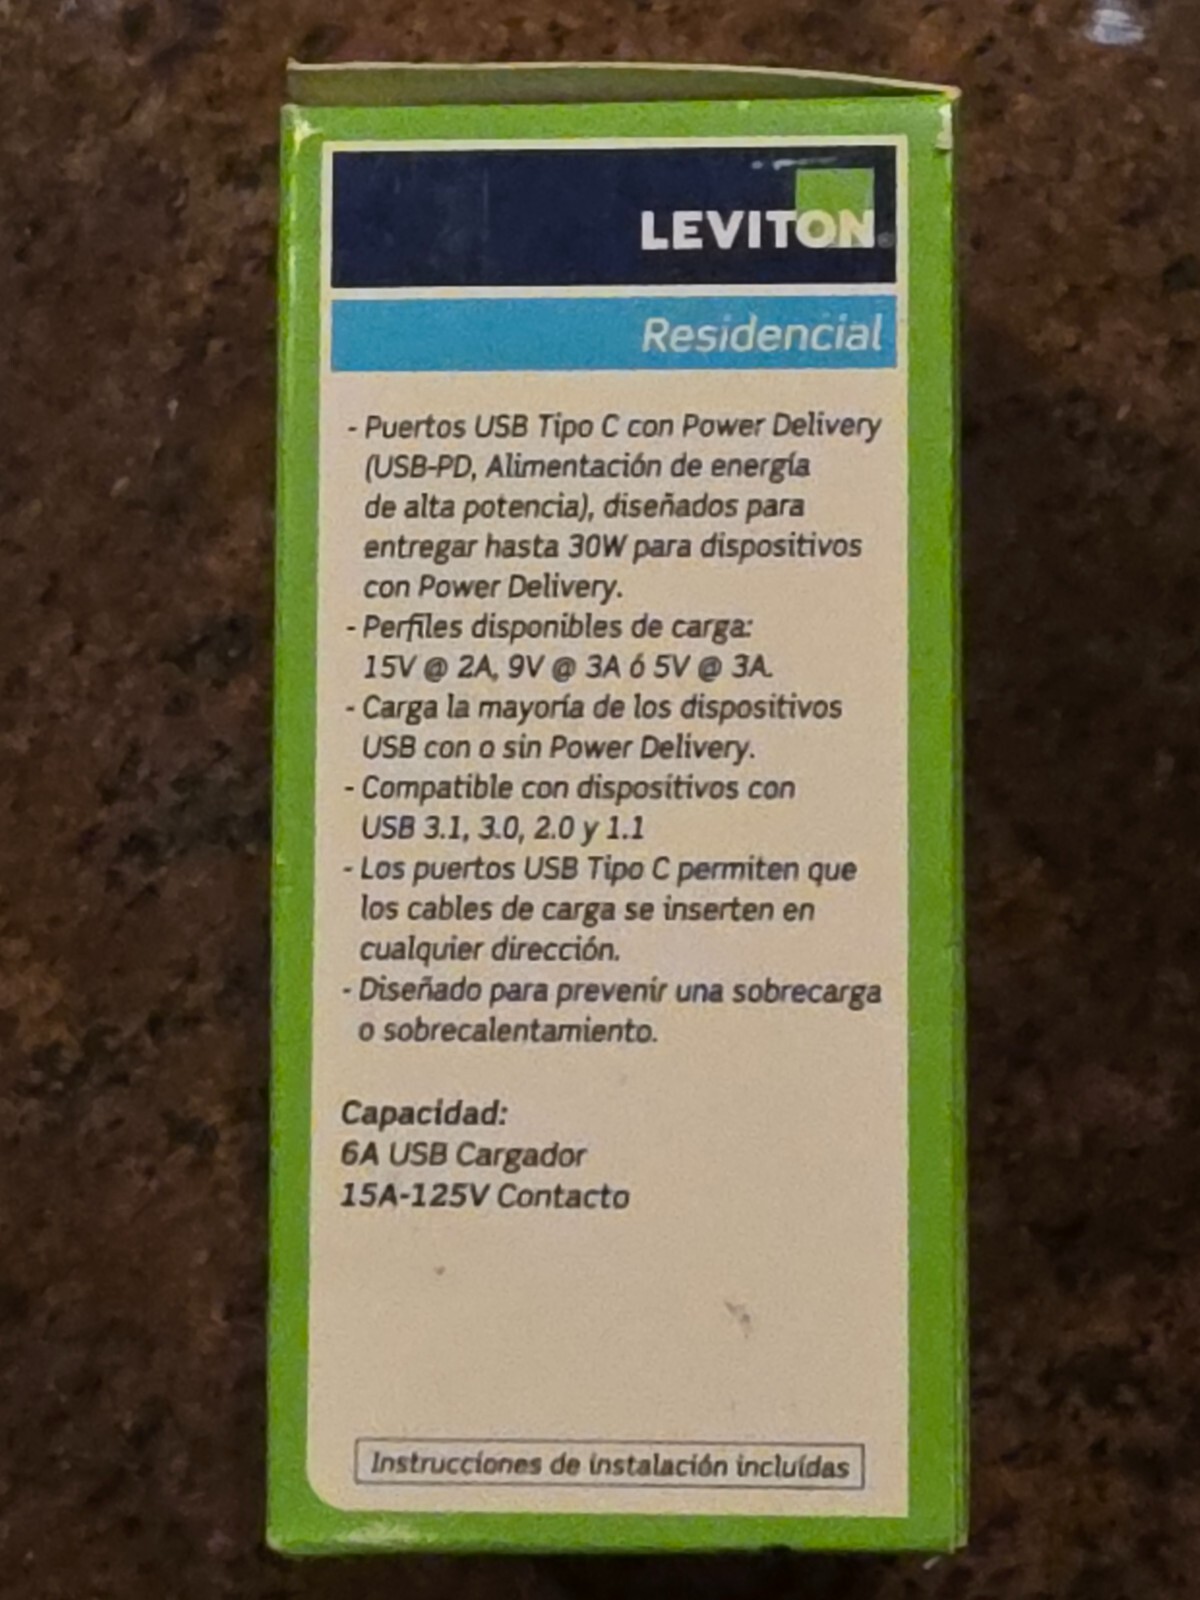 LEVITON
Residencial
- Puertos USB Tipo C con Power Delivery
(USB-PD, Alimentación de energía
de alta potencia), diseñados para
entregar hasta 30W para dispositivos
con Power Delivery.
- Perfiles disponibles de carga:
15V @ 2A, 9V @ 3A ó 5V @ 3A.
- Carga la mayoría de los dispositivos
USB con o sin Power Delivery.
- Compatible con dispositivos con
USB 3.1, 3.0, 2.0 y 1.1
- Los puertos USB Tipo C permiten que
los cables de carga se inserten en
cualquier dirección.
- Diseñado para prevenir una sobrecarga
o sobrecalentamiento.
Capacidad:
6A USB Cargador
15A-125V Contacto
Instrucciones de instalación incluídas